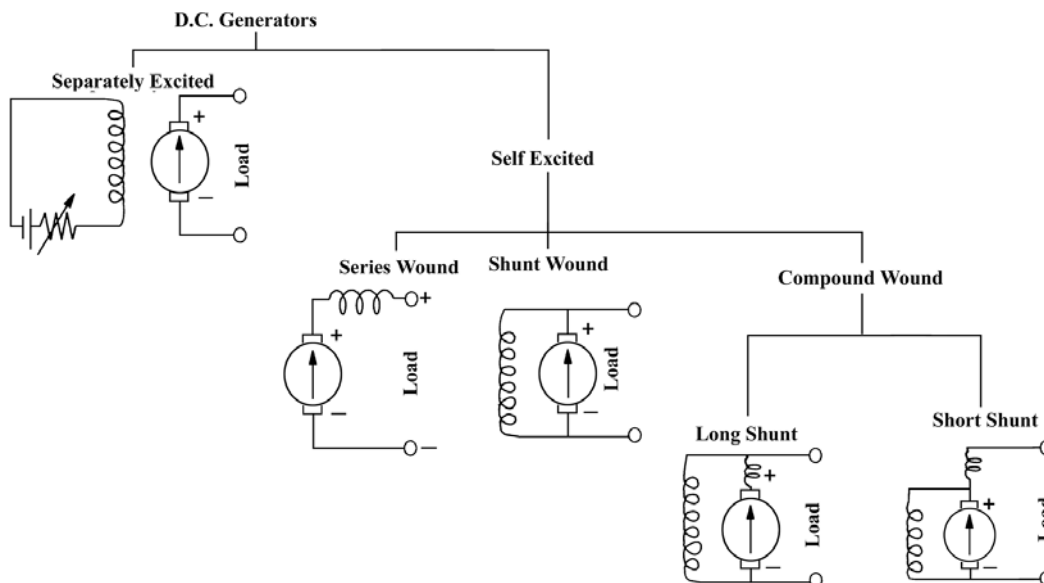 D.C. Generators
Separately Excited
+
Load
−
Self Excited
Series Wound
Shunt Wound
Compound Wound
+
+
Load
−
−
+
Load
−
Long Shunt
Short Shunt
+
Load
−
+
Load
−